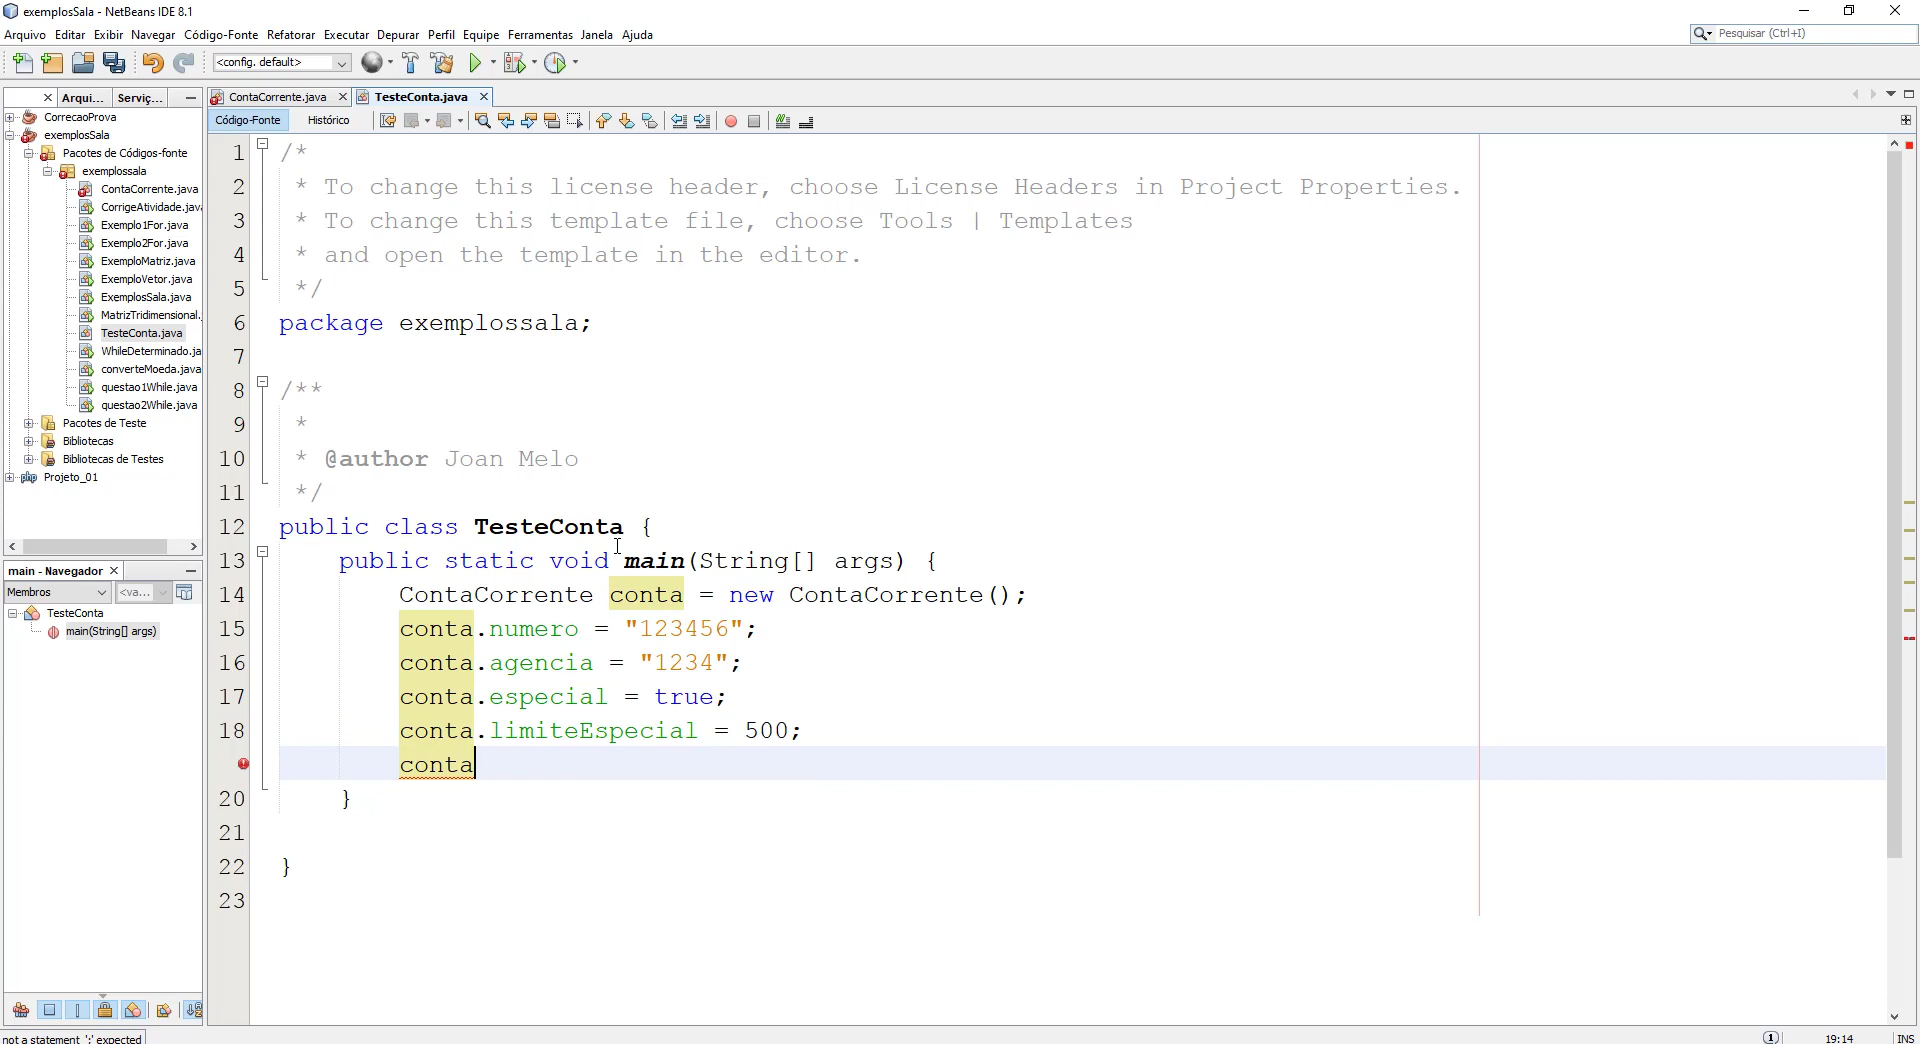 exemplosSala - NetBeans IDE 8.1
Arquivo Editar Exibir Navegar Código-Fonte Refatorar Executar Depurar Perfil Equipe Ferramentas Janela Ajuda
Pesquisar (Ctrl+I)
<config. default>
Arqui... Serviç...
CorrecaoProva
exemplosSala
Pacotes de Códigos-fonte
exemplossala
ContaCorrente.java
CorrigeAtividade.java
Exemplo1For.java
Exemplo2For.java
ExemploMatriz.java
ExemploVetor.java
ExemplosSala.java
MatrizTridimensional.
TesteConta.java
WhileDeterminado.ja
converteMoeda.java
questao1While.java
questao2While.java
Pacotes de Teste
Bibliotecas
Bibliotecas de Testes
Projeto_01
main - Navegador
Membros <va...
TesteConta
main(String[] args)
ContaCorrente.java TesteConta.java
Código-Fonte Histórico
1 /*
2 * To change this license header, choose License Headers in Project Properties.
3 * To change this template file, choose Tools | Templates
4 * and open the template in the editor.
5 */
6 package exemplossala;
7
8 /**
9 *
10 * @author Joan Melo
11 */
12 public class TesteConta {
13 public static void main(String[] args) {
14 ContaCorrente conta = new ContaCorrente();
15 conta.numero = "123456";
16 conta.agencia = "1234";
17 conta.especial = true;
18 conta.limiteEspecial = 500;
conta
20 }
21
22 }
23
not a statement ';' expected
1 19:14 INS